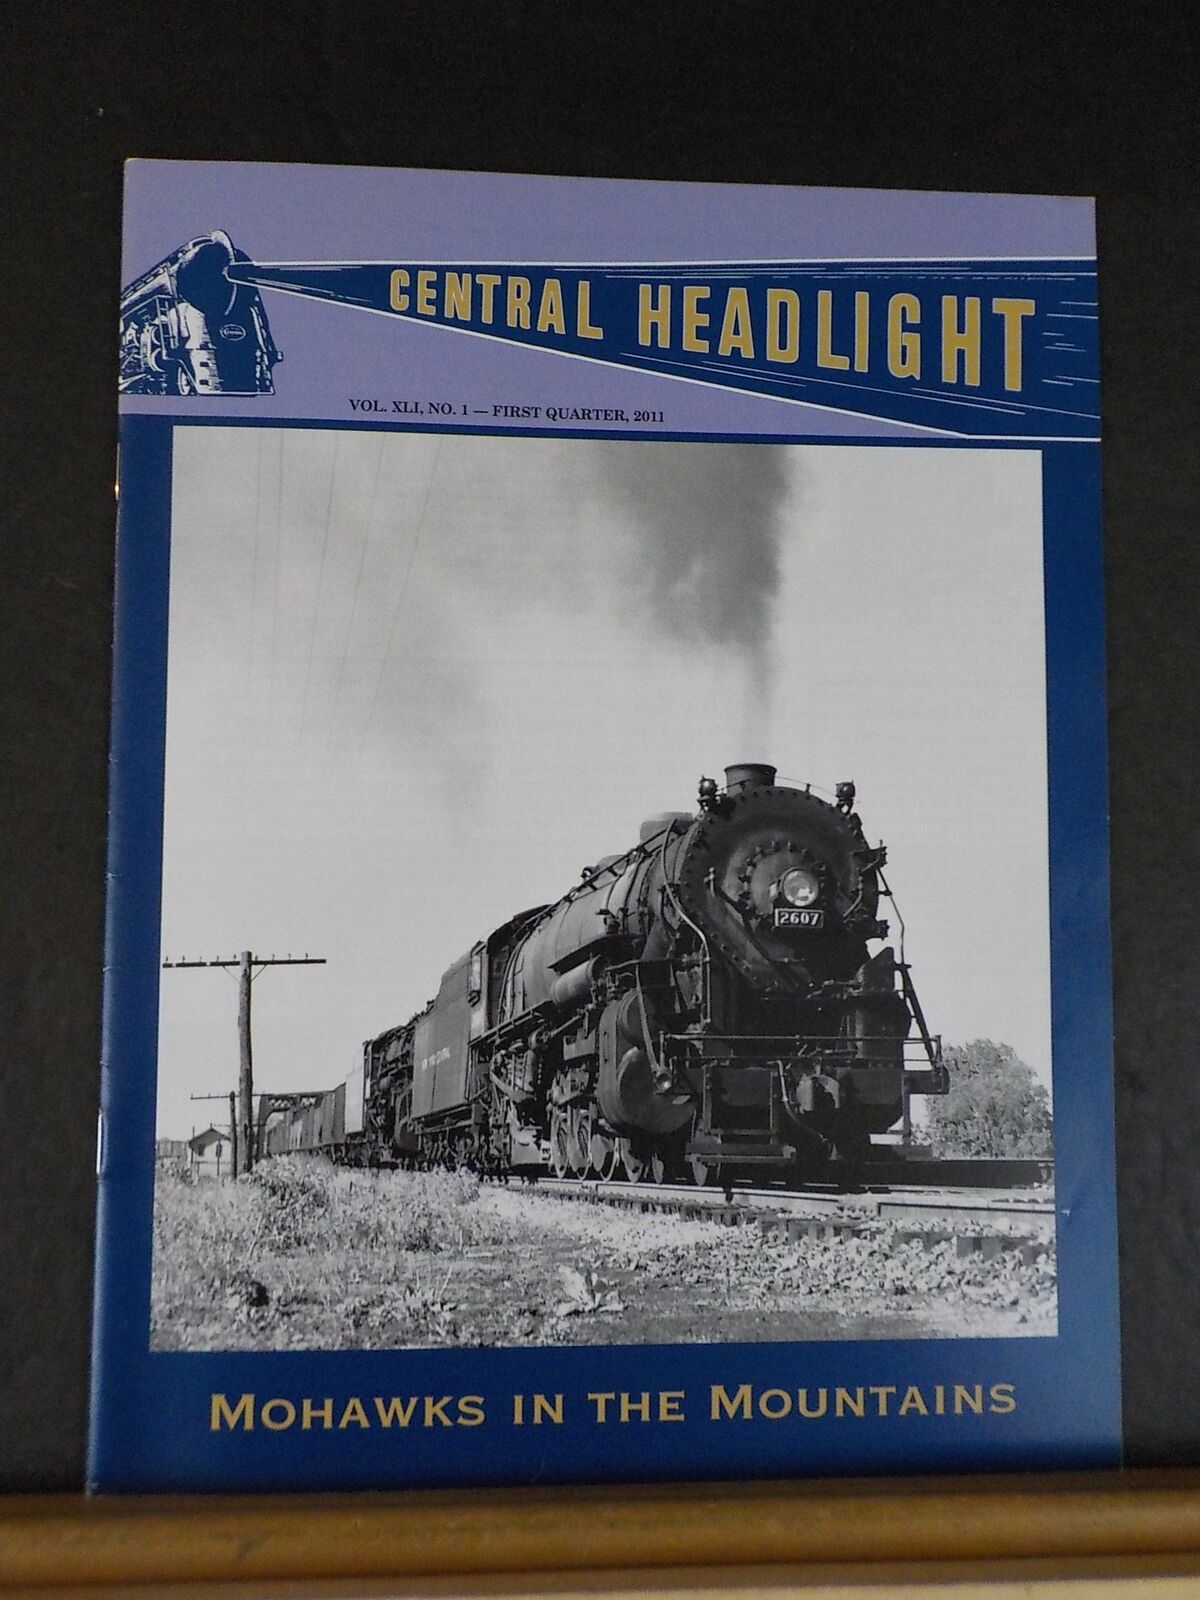 CENTRAL HEADLIGHT
VOL. XLI, NO. 1 — FIRST QUARTER, 2011
2607
MOHAWKS IN THE MOUNTAINS